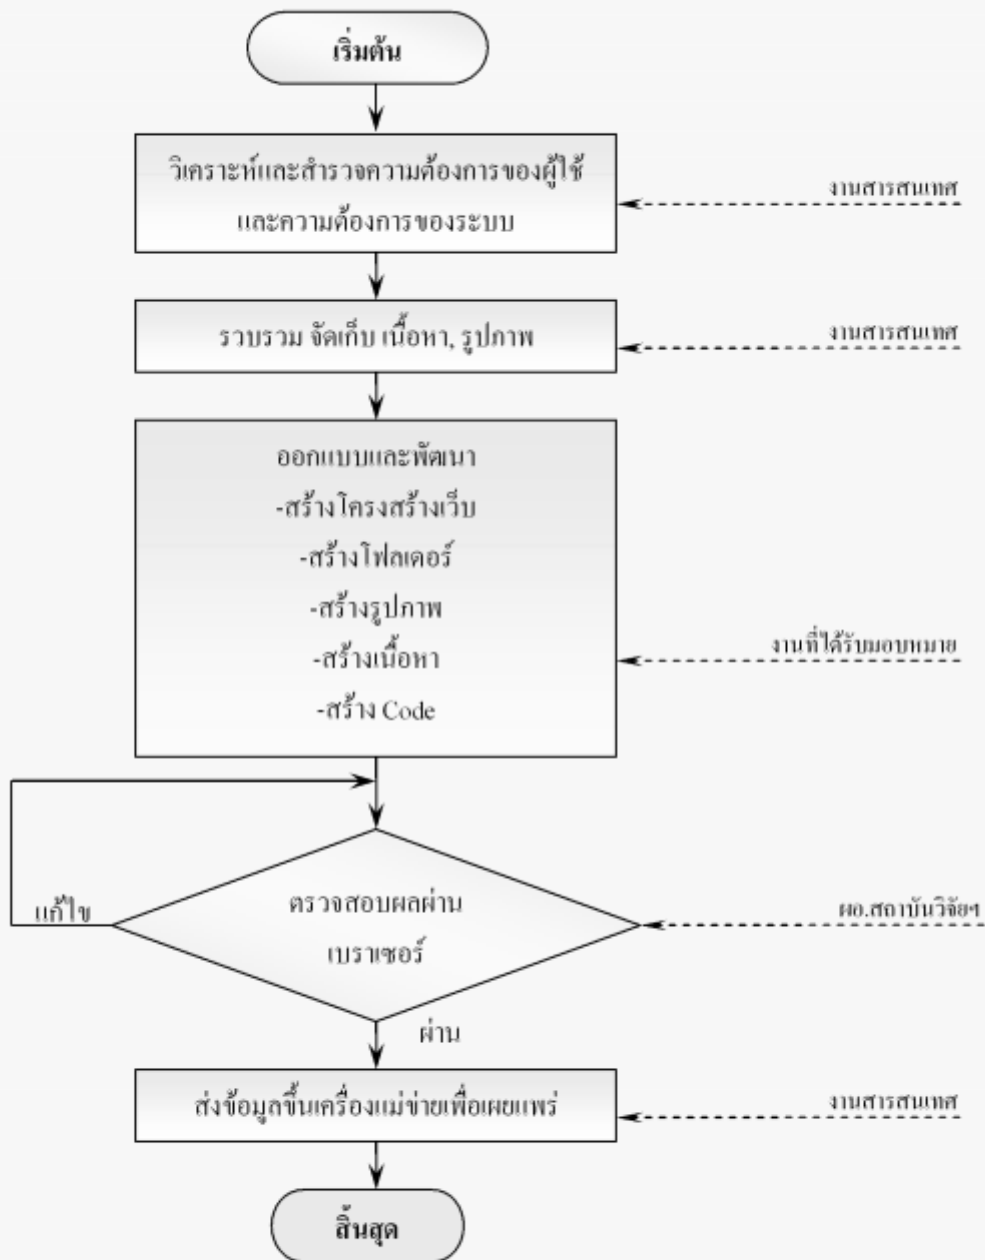 เริ่มต้น
วิเคราะห์และสำรวจความต้องการของผู้ใช้
และความต้องการของระบบ
งานสารสนเทศ
รวบรวม จัดเก็บ เนื้อหา, รูปภาพ
งานสารสนเทศ
ออกแบบและพัฒนา
-สร้างโครงสร้างเว็บ
-สร้างโฟลเดอร์
-สร้างรูปภาพ
-สร้างเนื้อหา
-สร้าง Code
งานที่ได้รับมอบหมาย
แก้ไข
ตรวจสอบผลผ่าน
เบราเซอร์
ผอ.สถาบันวิจัยฯ
ผ่าน
ส่งข้อมูลขึ้นเครื่องแม่ข่ายเพื่อเผยแพร่
งานสารสนเทศ
สิ้นสุด